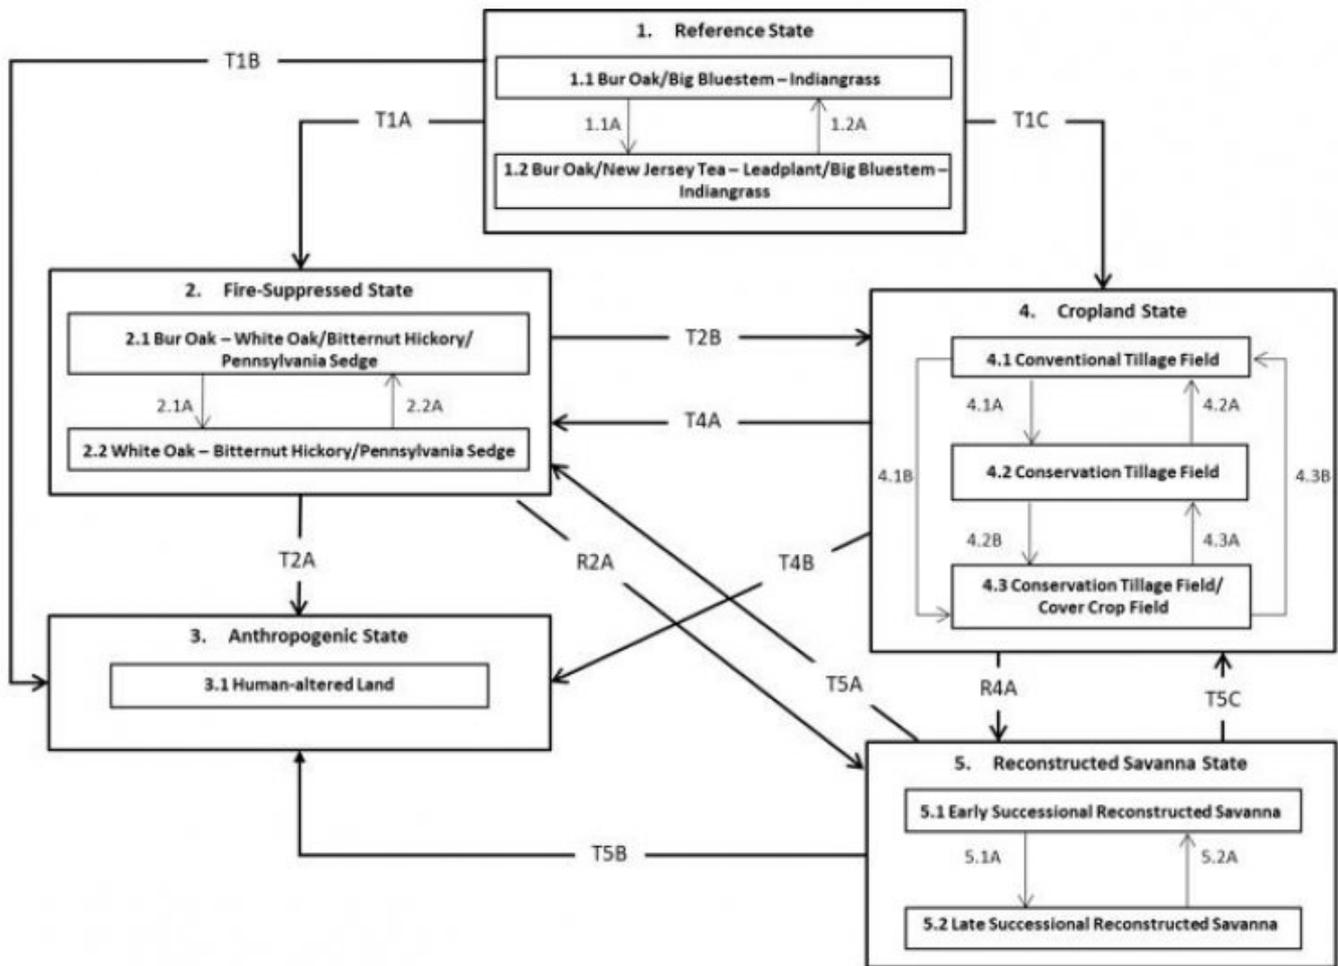 1. Reference State
T1B
1.1 Bur Oak/Big Bluestem – Indiangrass
T1A
1.1A
1.2A
T1C
1.2 Bur Oak/New Jersey Tea – Leadplant/Big Bluestem –
Indiangrass
2. Fire-Suppressed State
2.1 Bur Oak – White Oak/Bitternut Hickory/
Pennsylvania Sedge
2.1A
2.2A
2.2 White Oak – Bitternut Hickory/Pennsylvania Sedge
T2B
T4A
4. Cropland State
4.1 Conventional Tillage Field
4.1A
4.2A
4.2 Conservation Tillage Field
4.1B
4.3B
4.2B
4.3A
4.3 Conservation Tillage Field/
Cover Crop Field
T2A
R2A
T4B
3. Anthropogenic State
3.1 Human-altered Land
T5A
R4A
T5C
5. Reconstructed Savanna State
5.1 Early Successional Reconstructed Savanna
T5B
5.1A
5.2A
5.2 Late Successional Reconstructed Savanna